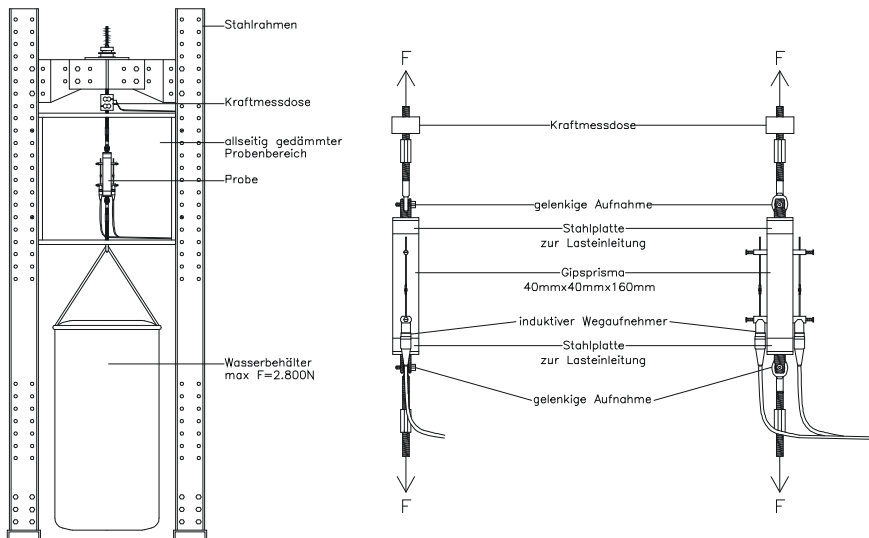 Stahlrahmen
Kraftmessdose
allseitig gedämmter
Probenbereich
Probe
Wasserbehälter
max F=2.800N
F
F
Kraftmessdose
gelenkige Aufnahme
Stahlplatte
zur Lasteinleitung
Gipsprisma
40mmx40mmx160mm
induktiver Wegaufnehmer
Stahlplatte
zur Lasteinleitung
gelenkige Aufnahme
F
F